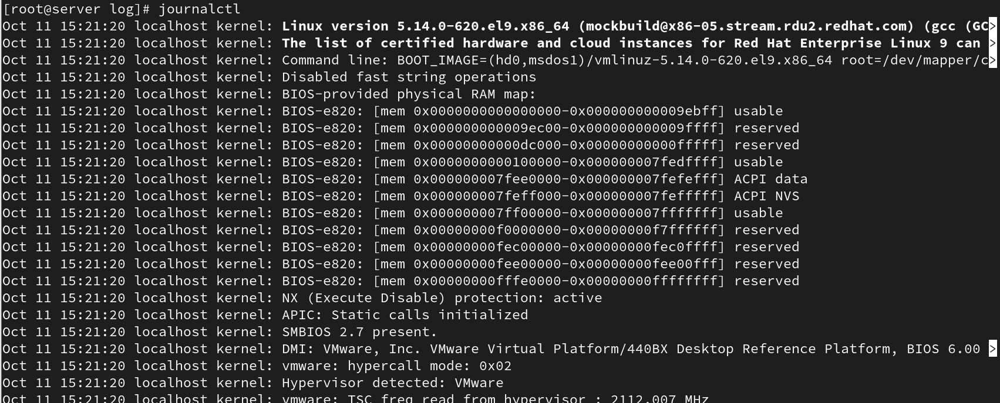 [root@server log]# journalctl
Oct 11 15:21:20 localhost kernel: Linux version 5.14.0-620.el9.x86_64 (mockbuild@x86-05.stream.rdu2.redhat.com) (gcc (GC>
Oct 11 15:21:20 localhost kernel: The list of certified hardware and cloud instances for Red Hat Enterprise Linux 9 can >
Oct 11 15:21:20 localhost kernel: Command line: BOOT_IMAGE=(hd0,msdos1)/vmlinuz-5.14.0-620.el9.x86_64 root=/dev/mapper/c>
Oct 11 15:21:20 localhost kernel: Disabled fast string operations
Oct 11 15:21:20 localhost kernel: BIOS-provided physical RAM map:
Oct 11 15:21:20 localhost kernel: BIOS-e820: [mem 0x0000000000000000-0x000000000009ebff] usable
Oct 11 15:21:20 localhost kernel: BIOS-e820: [mem 0x000000000009ec00-0x000000000009ffff] reserved
Oct 11 15:21:20 localhost kernel: BIOS-e820: [mem 0x00000000000dc000-0x00000000000fffff] reserved
Oct 11 15:21:20 localhost kernel: BIOS-e820: [mem 0x0000000000100000-0x000000007fedffff] usable
Oct 11 15:21:20 localhost kernel: BIOS-e820: [mem 0x000000007fee0000-0x000000007fefefff] ACPI data
Oct 11 15:21:20 localhost kernel: BIOS-e820: [mem 0x000000007feff000-0x000000007fefffff] ACPI NVS
Oct 11 15:21:20 localhost kernel: BIOS-e820: [mem 0x000000007ff00000-0x000000007fffffff] usable
Oct 11 15:21:20 localhost kernel: BIOS-e820: [mem 0x00000000f0000000-0x00000000f7ffffff] reserved
Oct 11 15:21:20 localhost kernel: BIOS-e820: [mem 0x00000000fec00000-0x00000000fec0ffff] reserved
Oct 11 15:21:20 localhost kernel: BIOS-e820: [mem 0x00000000fee00000-0x00000000fee00fff] reserved
Oct 11 15:21:20 localhost kernel: BIOS-e820: [mem 0x00000000fffe0000-0x00000000ffffffff] reserved
Oct 11 15:21:20 localhost kernel: NX (Execute Disable) protection: active
Oct 11 15:21:20 localhost kernel: APIC: Static calls initialized
Oct 11 15:21:20 localhost kernel: SMBIOS 2.7 present.
Oct 11 15:21:20 localhost kernel: DMI: VMware, Inc. VMware Virtual Platform/440BX Desktop Reference Platform, BIOS 6.00 >
Oct 11 15:21:20 localhost kernel: vmware: hypercall mode: 0x02
Oct 11 15:21:20 localhost kernel: Hypervisor detected: VMware
Oct 11 15:21:20 localhost kernel: vmware: TSC freq read from hypervisor : 2112.007 MHz